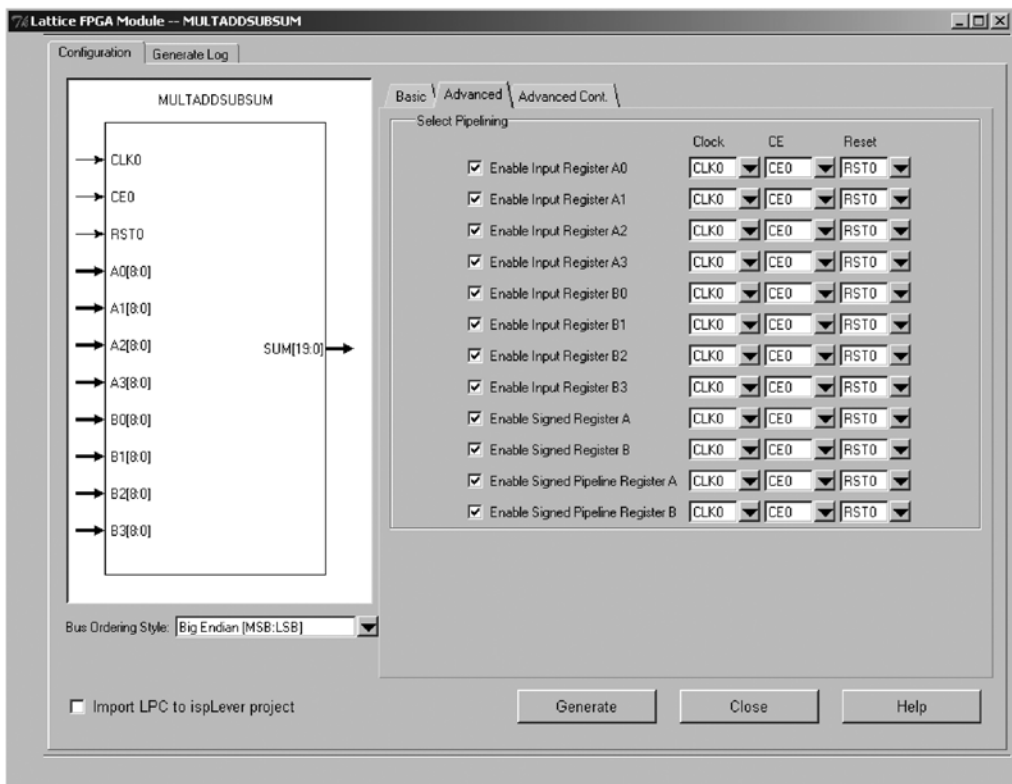 Lattice FPGA Module -- MULTADDSUBSUM
Configuration
Generate Log
MULTADDSUBSUM
CLK0
CE0
RST0
A0[8:0]
A1[8:0]
A2[8:0]
SUM[19:0]
A3[8:0]
B0[8:0]
B1[8:0]
B2[8:0]
B3[8:0]
Bus Ordering Style: Big Endian [MSB:LSB]
Basic
Advanced
Advanced Cont.
Select Pipelining
Clock CE Reset
Enable Input Register A0 CLK0 CE0 RST0
Enable Input Register A1 CLK0 CE0 RST0
Enable Input Register A2 CLK0 CE0 RST0
Enable Input Register A3 CLK0 CE0 RST0
Enable Input Register B0 CLK0 CE0 RST0
Enable Input Register B1 CLK0 CE0 RST0
Enable Input Register B2 CLK0 CE0 RST0
Enable Input Register B3 CLK0 CE0 RST0
Enable Signed Register A CLK0 CE0 RST0
Enable Signed Register B CLK0 CE0 RST0
Enable Signed Pipeline Register A CLK0 CE0 RST0
Enable Signed Pipeline Register B CLK0 CE0 RST0
Import LPC to ispLever project
Generate
Close
Help